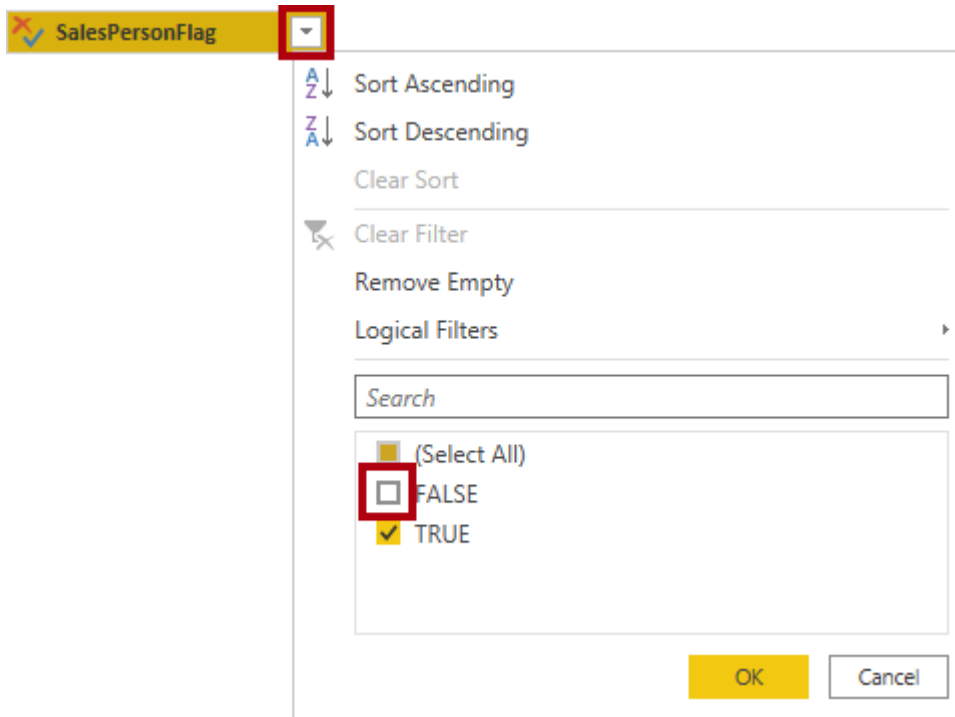 SalesPersonFlag
Sort Ascending
Sort Descending
Clear Sort
Clear Filter
Remove Empty
Logical Filters
Search
(Select All)
FALSE
TRUE
OK Cancel